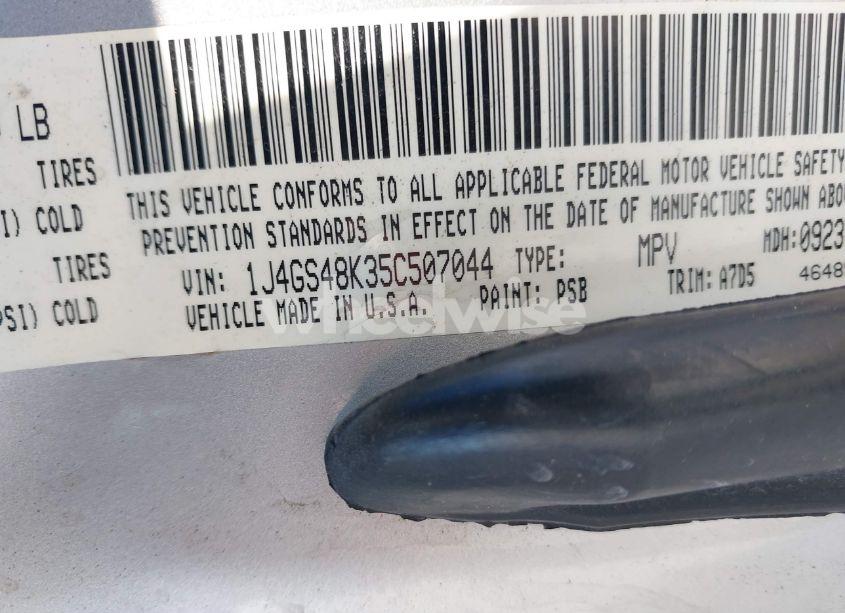 LB
TIRES
COLD
TIRES
COLD
THIS VEHICLE CONFORMS TO ALL APPLICABLE FEDERAL MOTOR VEHICLE SAFETY
PREVENTION STANDARDS IN EFFECT ON THE DATE OF MANUFACTURE SHOWN
VIN: 1J4GS48K35C507044 TYPE: MPV MDH:0923
VEHICLE MADE IN U.S.A. PAINT: PSB TRIM: A7D5
wheelwise